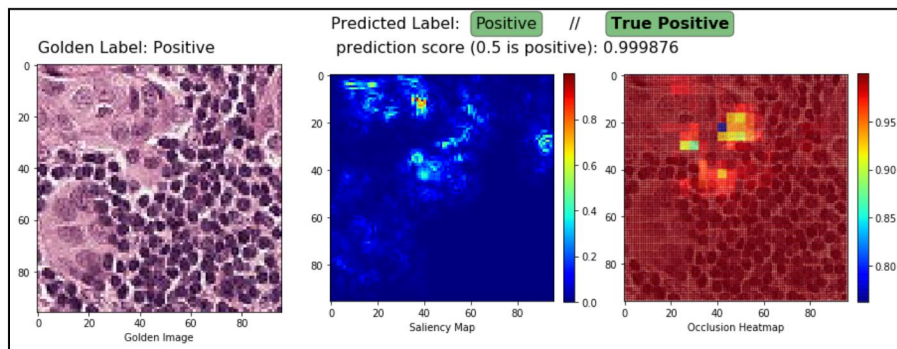 Predicted Label: Positive // True Positive
Golden Label: Positive
prediction score (0.5 is positive): 0.999876
0
20
40
60
80
0 20 40 60 80
Golden Image
0
20
40
60
80
0 20 40 60 80
Saliency Map
0.8
0.6
0.4
0.2
0.0
0
20
40
60
80
0 20 40 60 80
Occlusion Heatmap
0.95
0.90
0.85
0.80